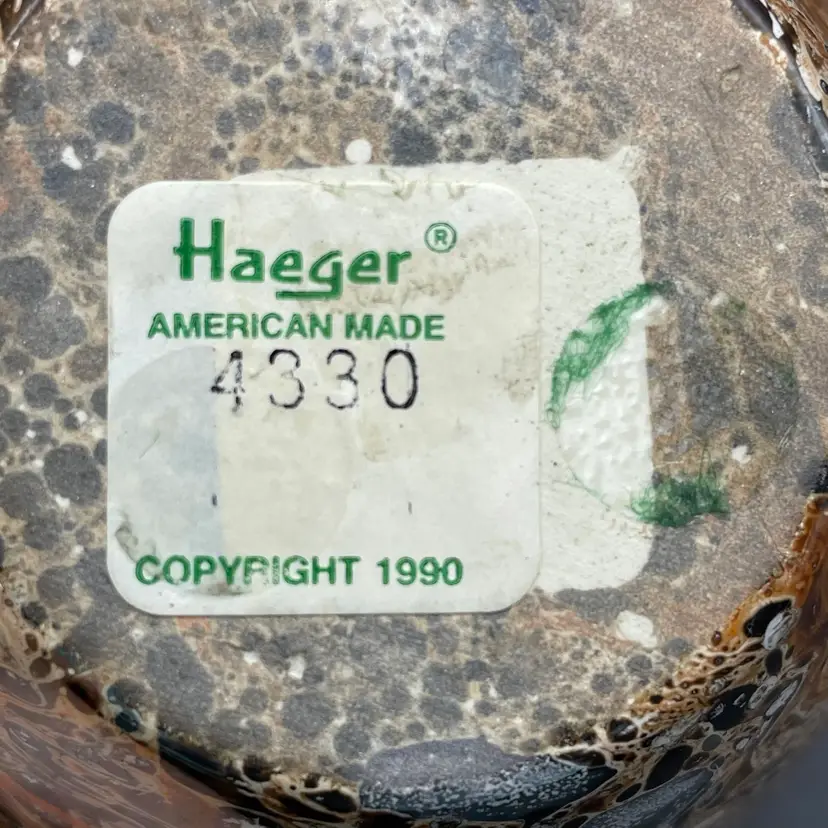 Haeger ®
AMERICAN MADE
4330
COPYRIGHT 1990